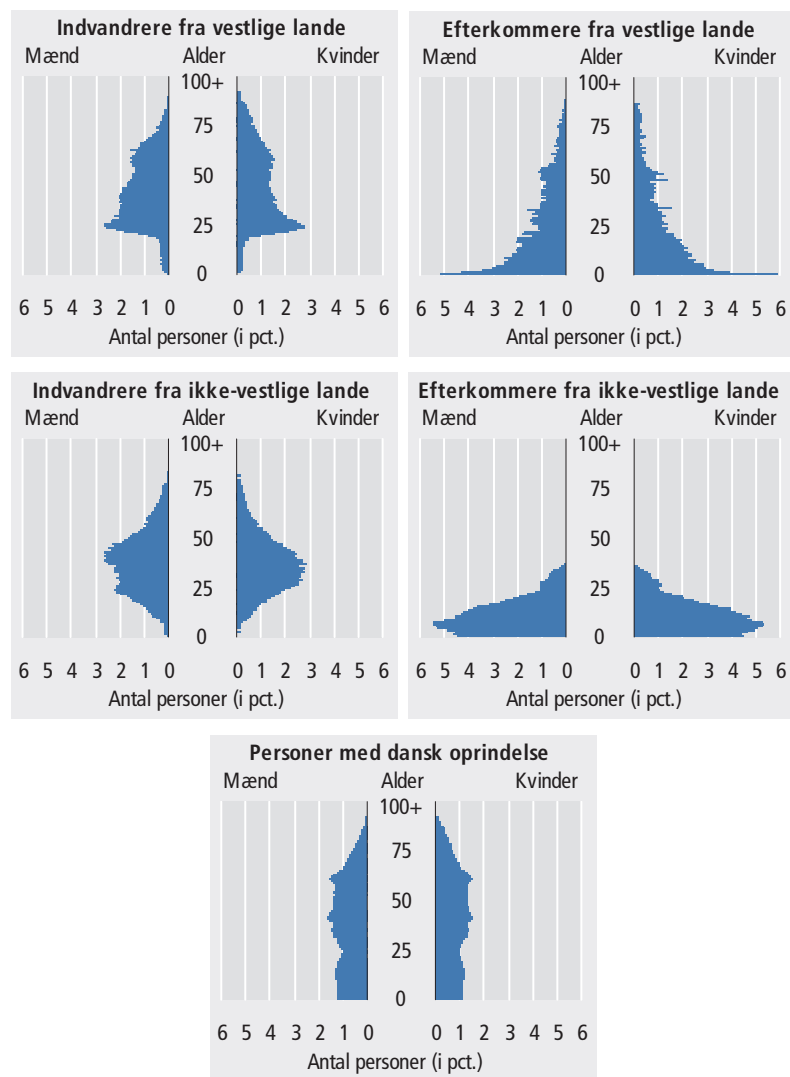 Indvandrere fra vestlige lande
Mænd Alder Kvinder
100+
75
50
25
0
6 5 4 3 2 1 0 0 1 2 3 4 5 6
Antal personer (i pct.)
Efterkommere fra vestlige lande
Mænd Alder Kvinder
100+
75
50
25
0
6 5 4 3 2 1 0 0 1 2 3 4 5 6
Antal personer (i pct.)
Indvandrere fra ikke-vestlige lande
Mænd Alder Kvinder
100+
75
50
25
0
6 5 4 3 2 1 0 0 1 2 3 4 5 6
Antal personer (i pct.)
Efterkommere fra ikke-vestlige lande
Mænd Alder Kvinder
100+
75
50
25
0
6 5 4 3 2 1 0 0 1 2 3 4 5 6
Antal personer (i pct.)
Personer med dansk oprindelse
Mænd Alder Kvinder
100+
75
50
25
0
6 5 4 3 2 1 0 0 1 2 3 4 5 6
Antal personer (i pct.)